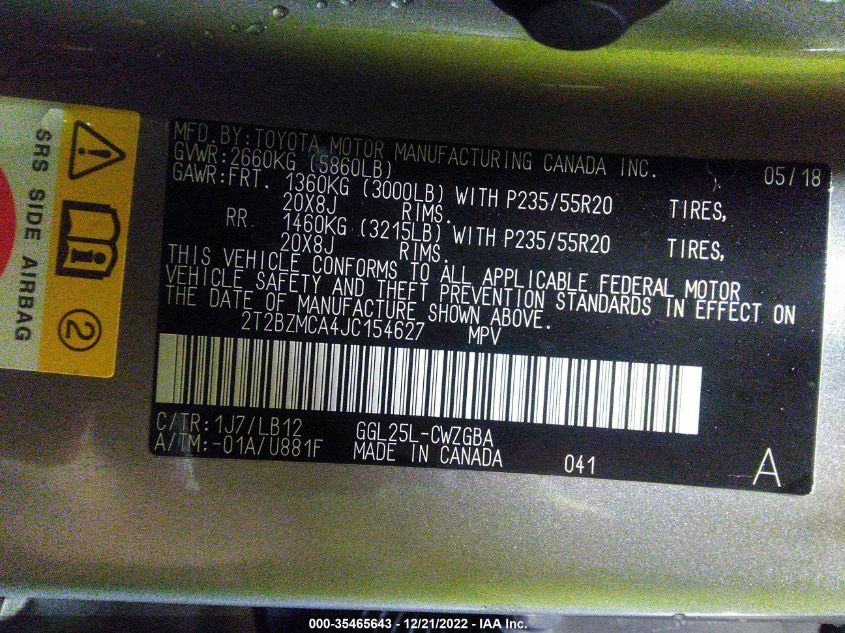 SRS SIDE AIRBAG
2
MFD.BY:TOYOTA MOTOR MANUFACTURING CANADA INC. 05/18
GVWR:2660KG (5860LB)
GAWR:FRT. 1360KG (3000LB) WITH P235/55R20 TIRES,
20X8J RIMS.
RR 1460KG (3215LB) WITH P235/55R20 TIRES,
20X8J RIMS.
THIS VEHICLE CONFORMS TO ALL APPLICABLE FEDERAL MOTOR
VEHICLE SAFETY AND THEFT PREVENTION STANDARDS IN EFFECT ON
THE DATE OF MANUFACTURE SHOWN ABOVE.
2T2BZMCA4JC154627 MPV
C/TR:1J7/LB12
A/TM:-01A/U881F
GGL25L-CWZGBA
MADE IN CANADA 041 A
000-35465643 - 12/21/2022 - IAA Inc.